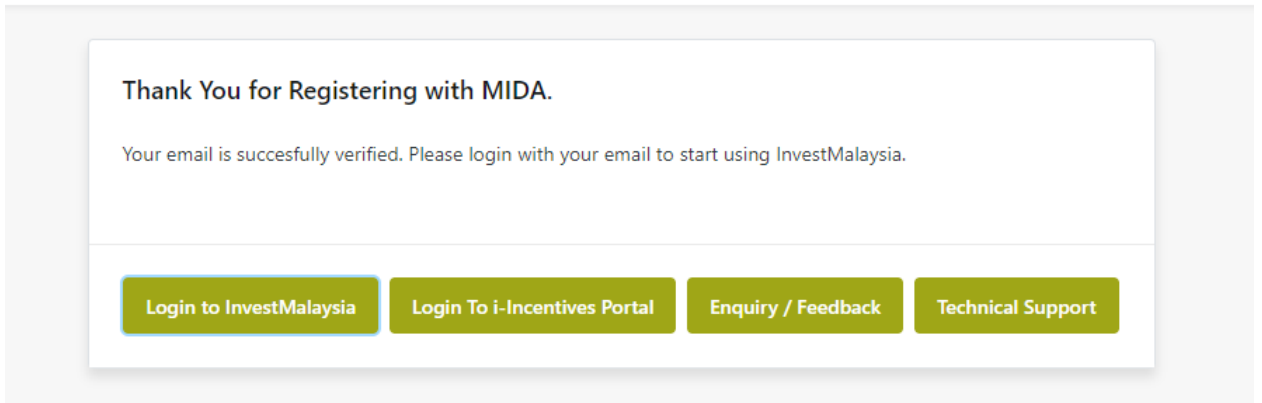 Thank You for Registering with MIDA.
Your email is succesfully verified. Please login with your email to start using InvestMalaysia.
Login to InvestMalaysia
Login To i-Incentives Portal
Enquiry / Feedback
Technical Support